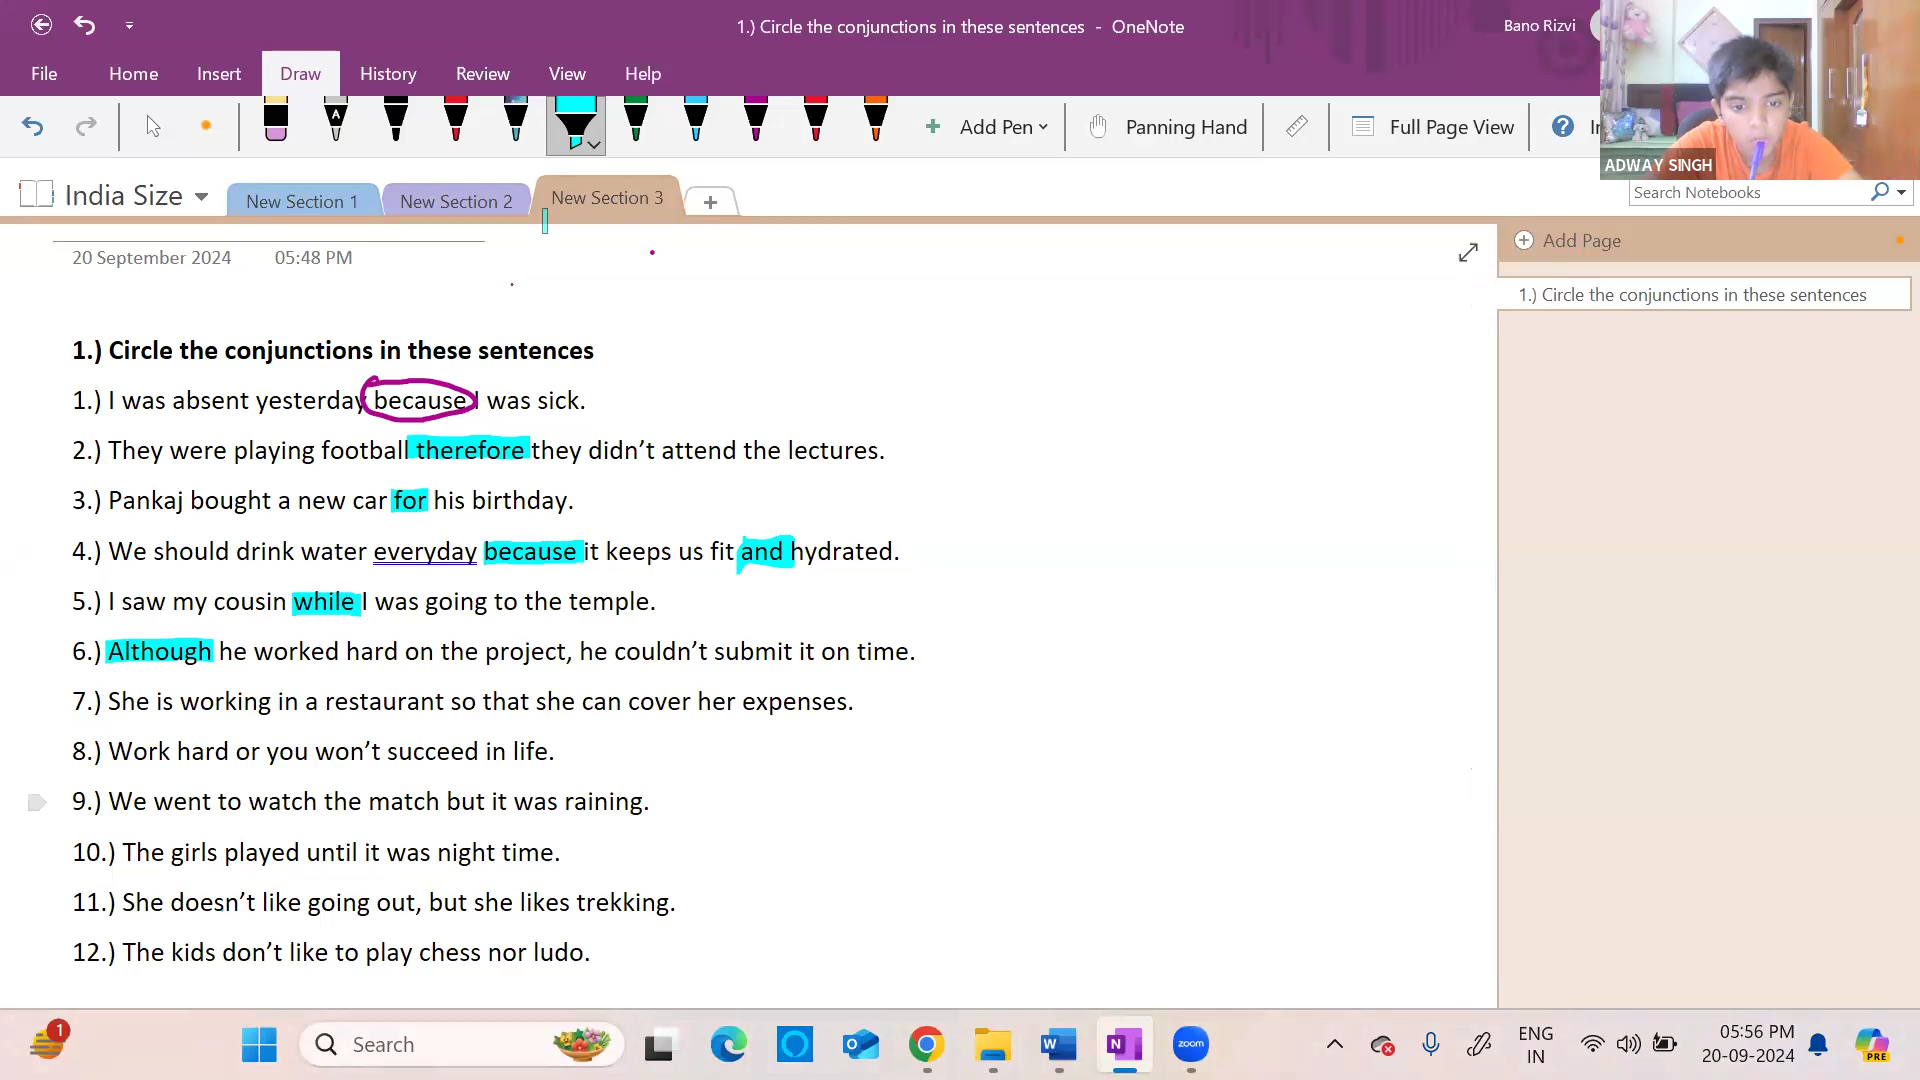 1.) Circle the conjunctions in these sentences - OneNote
Bano Rizvi
File Home Insert Draw History Review View Help
A
Add Pen
Panning Hand
Full Page View
ADWAY SINGH
India Size
New Section 1
New Section 2
New Section 3
Search Notebooks
20 September 2024 05:48 PM
Add Page
1.) Circle the conjunctions in these sentences
1.) Circle the conjunctions in these sentences
1.) I was absent yesterday because I was sick.
2.) They were playing football therefore they didn’t attend the lectures.
3.) Pankaj bought a new car for his birthday.
4.) We should drink water everyday because it keeps us fit and hydrated.
5.) I saw my cousin while I was going to the temple.
6.) Although he worked hard on the project, he couldn’t submit it on time.
7.) She is working in a restaurant so that she can cover her expenses.
8.) Work hard or you won’t succeed in life.
9.) We went to watch the match but it was raining.
10.) The girls played until it was night time.
11.) She doesn’t like going out, but she likes trekking.
12.) The kids don’t like to play chess nor ludo.
1
Search
zoom
ENG
IN
05:56 PM
20-09-2024
PRE